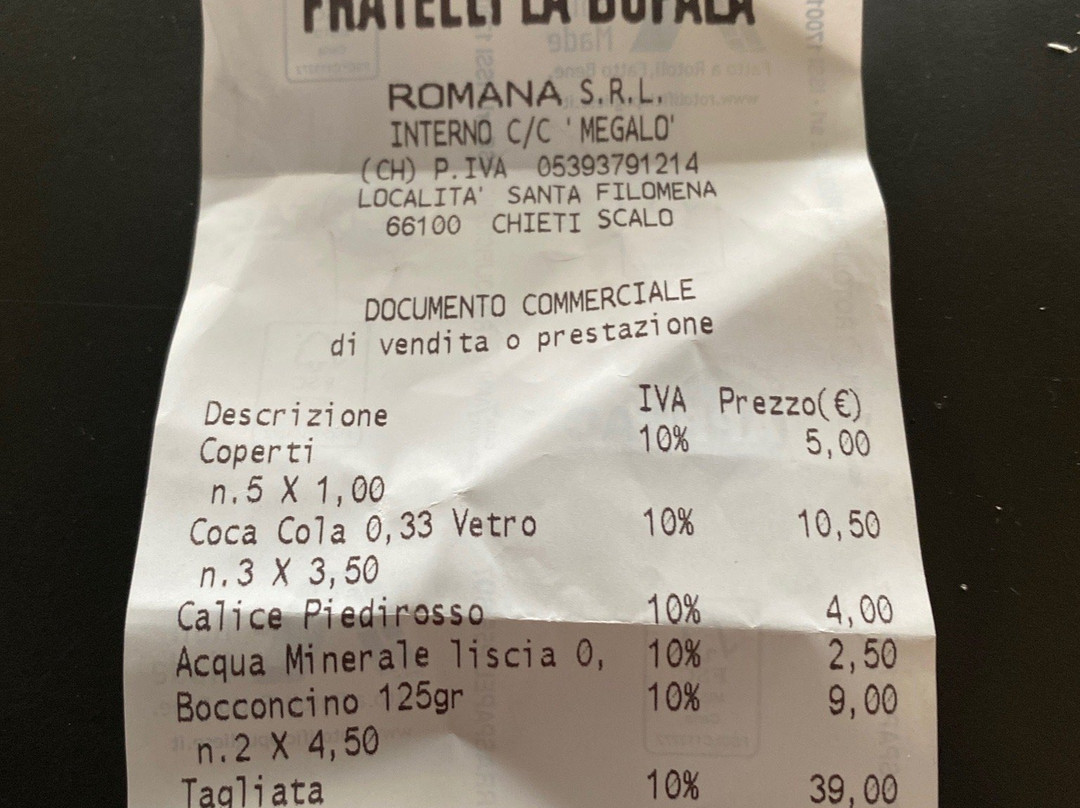 FRATELLI LA BUFALA
ROMANA S.R.L.
INTERNO C/C 'MEGALO'
(CH) P.IVA 05393791214
LOCALITA' SANTA FILOMENA
66100 CHIETI SCALO
DOCUMENTO COMMERCIALE
di vendita o prestazione
Descrizione IVA Prezzo(€)
Coperti 10% 5,00
n.5 X 1,00
Coca Cola 0,33 Vetro 10% 10,50
n.3 X 3,50
Calice Piedirosso 10% 4,00
Acqua Minerale liscia 0, 10% 2,50
Bocconcino 125gr 10% 9,00
n.2 X 4,50
Tagliata 10% 39,00